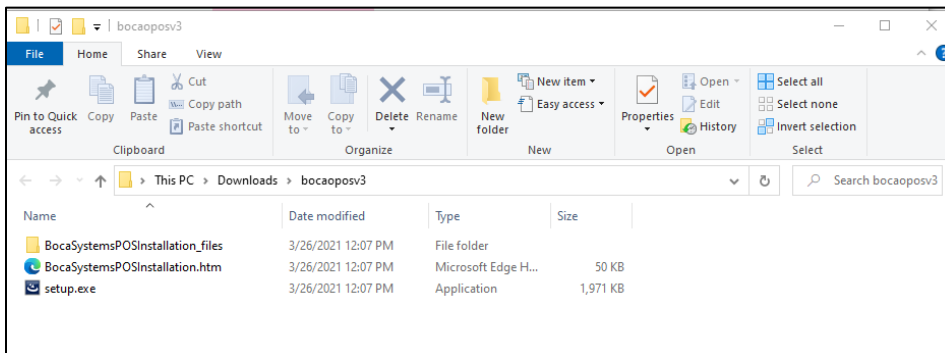 bocaoposv3
File Home Share View
Pin to Quick access
Copy
Paste
Cut
Copy path
Paste shortcut
Clipboard
Move to
Copy to
Delete
Rename
Organize
New folder
New item
Easy access
New
Properties
Open
Edit
History
Open
Select all
Select none
Invert selection
Select
This PC > Downloads > bocaoposv3
Search bocaoposv3
Name Date modified Type Size
BocaSystemsPOSInstallation_files 3/26/2021 12:07 PM File folder
BocaSystemsPOSInstallation.htm 3/26/2021 12:07 PM Microsoft Edge H... 50 KB
setup.exe 3/26/2021 12:07 PM Application 1,971 KB